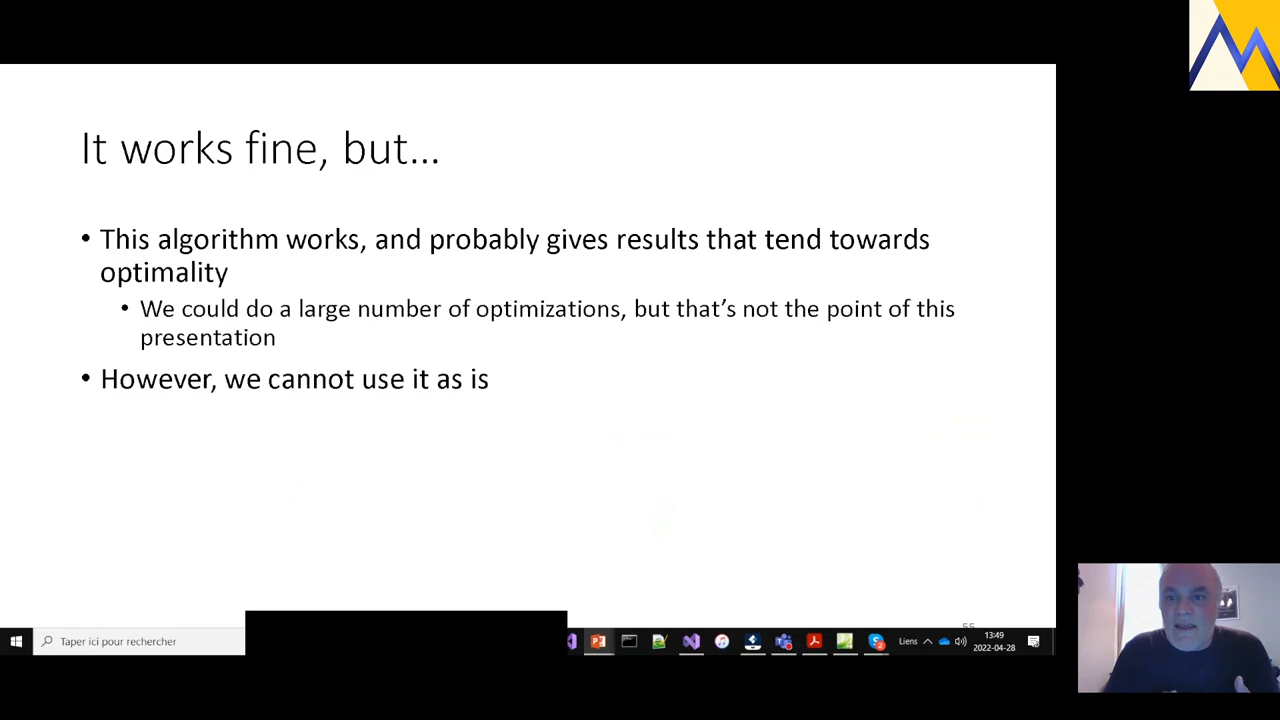 It works fine, but…
• This algorithm works, and probably gives results that tend towards
optimality
• We could do a large number of optimizations, but that’s not the point of this
presentation
• However, we cannot use it as is
55
Taper ici pour rechercher
Liens
13:49
2022-04-28